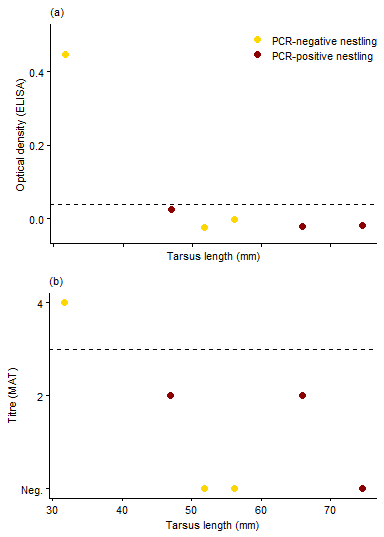 (a)
PCR-negative nestling
PCR-positive nestling
0.4
0.2
0.0
Optical density (ELISA)
Tarsus length (mm)
(b)
4
2
Neg.
Titre (MAT)
30 40 50 60 70
Tarsus length (mm)